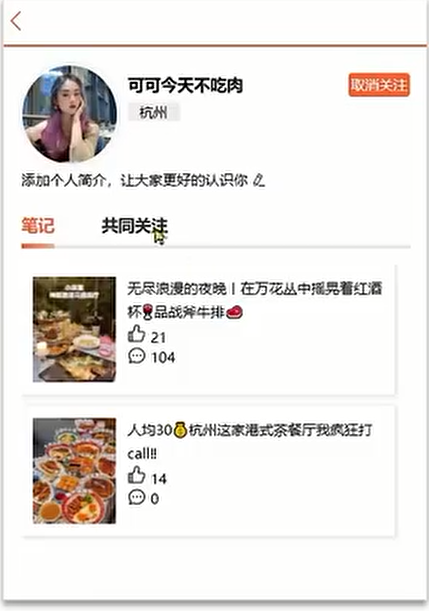 可可今天不吃肉
取消关注
杭州
添加个人简介，让大家更好的认识你
笔记
共同关注
无尽浪漫的夜晚丨在万花丛中摇晃着红酒
杯🍷品战斧牛排🥩
21
104
人均30💰杭州这家港式茶餐厅我疯狂打
call‼
14
0